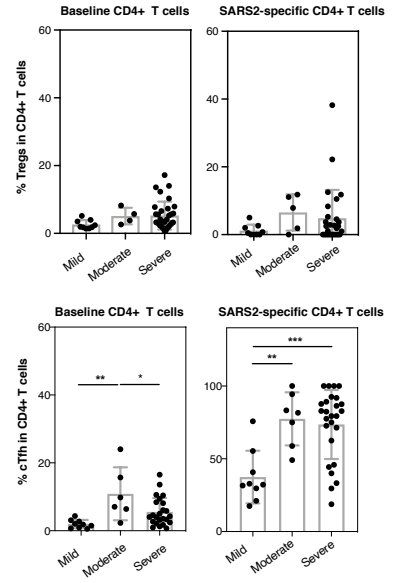 Baseline CD4+ T cells
SARS2-specific CD4+ T cells
% Tregs in CD4+ T cells
60
40
20
0
Mild
Moderate
Severe
60
40
20
0
Mild
Moderate
Severe
Baseline CD4+ T cells
SARS2-specific CD4+ T cells
% cTfh in CD4+ T cells
60
40
20
0
** *
Mild
Moderate
Severe
***
**
100
50
0
Mild
Moderate
Severe